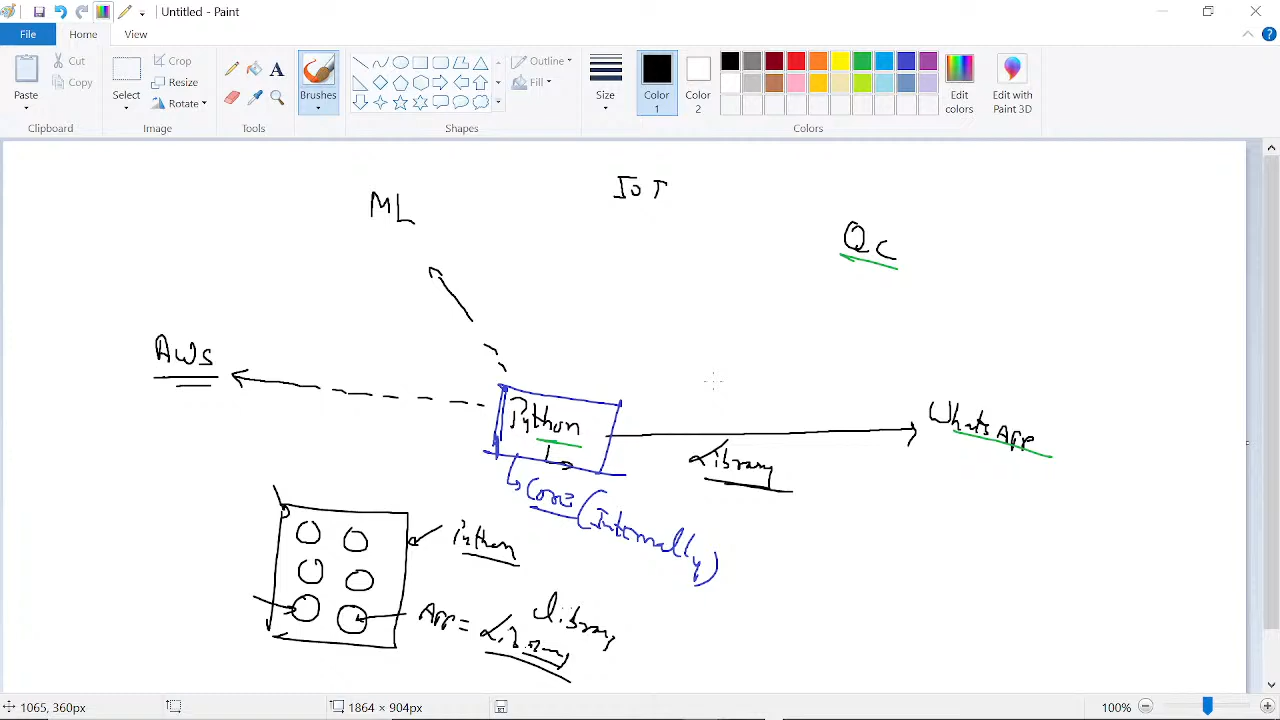 Untitled - Paint
File
Home
View
Paste
Cut
Copy
Clipboard
Select
Crop
Rotate
Image
A
Tools
Brushes
Outline
Fill
Shapes
Size
Color
1
Color
2
Edit
colors
Colors
Edit with
Paint 3D
ML
IOT
QC
AWS
Python
WhatsApp
Library
Core (Internally)
Python
App = Library
library
1065, 360px
1864 × 904px
100%